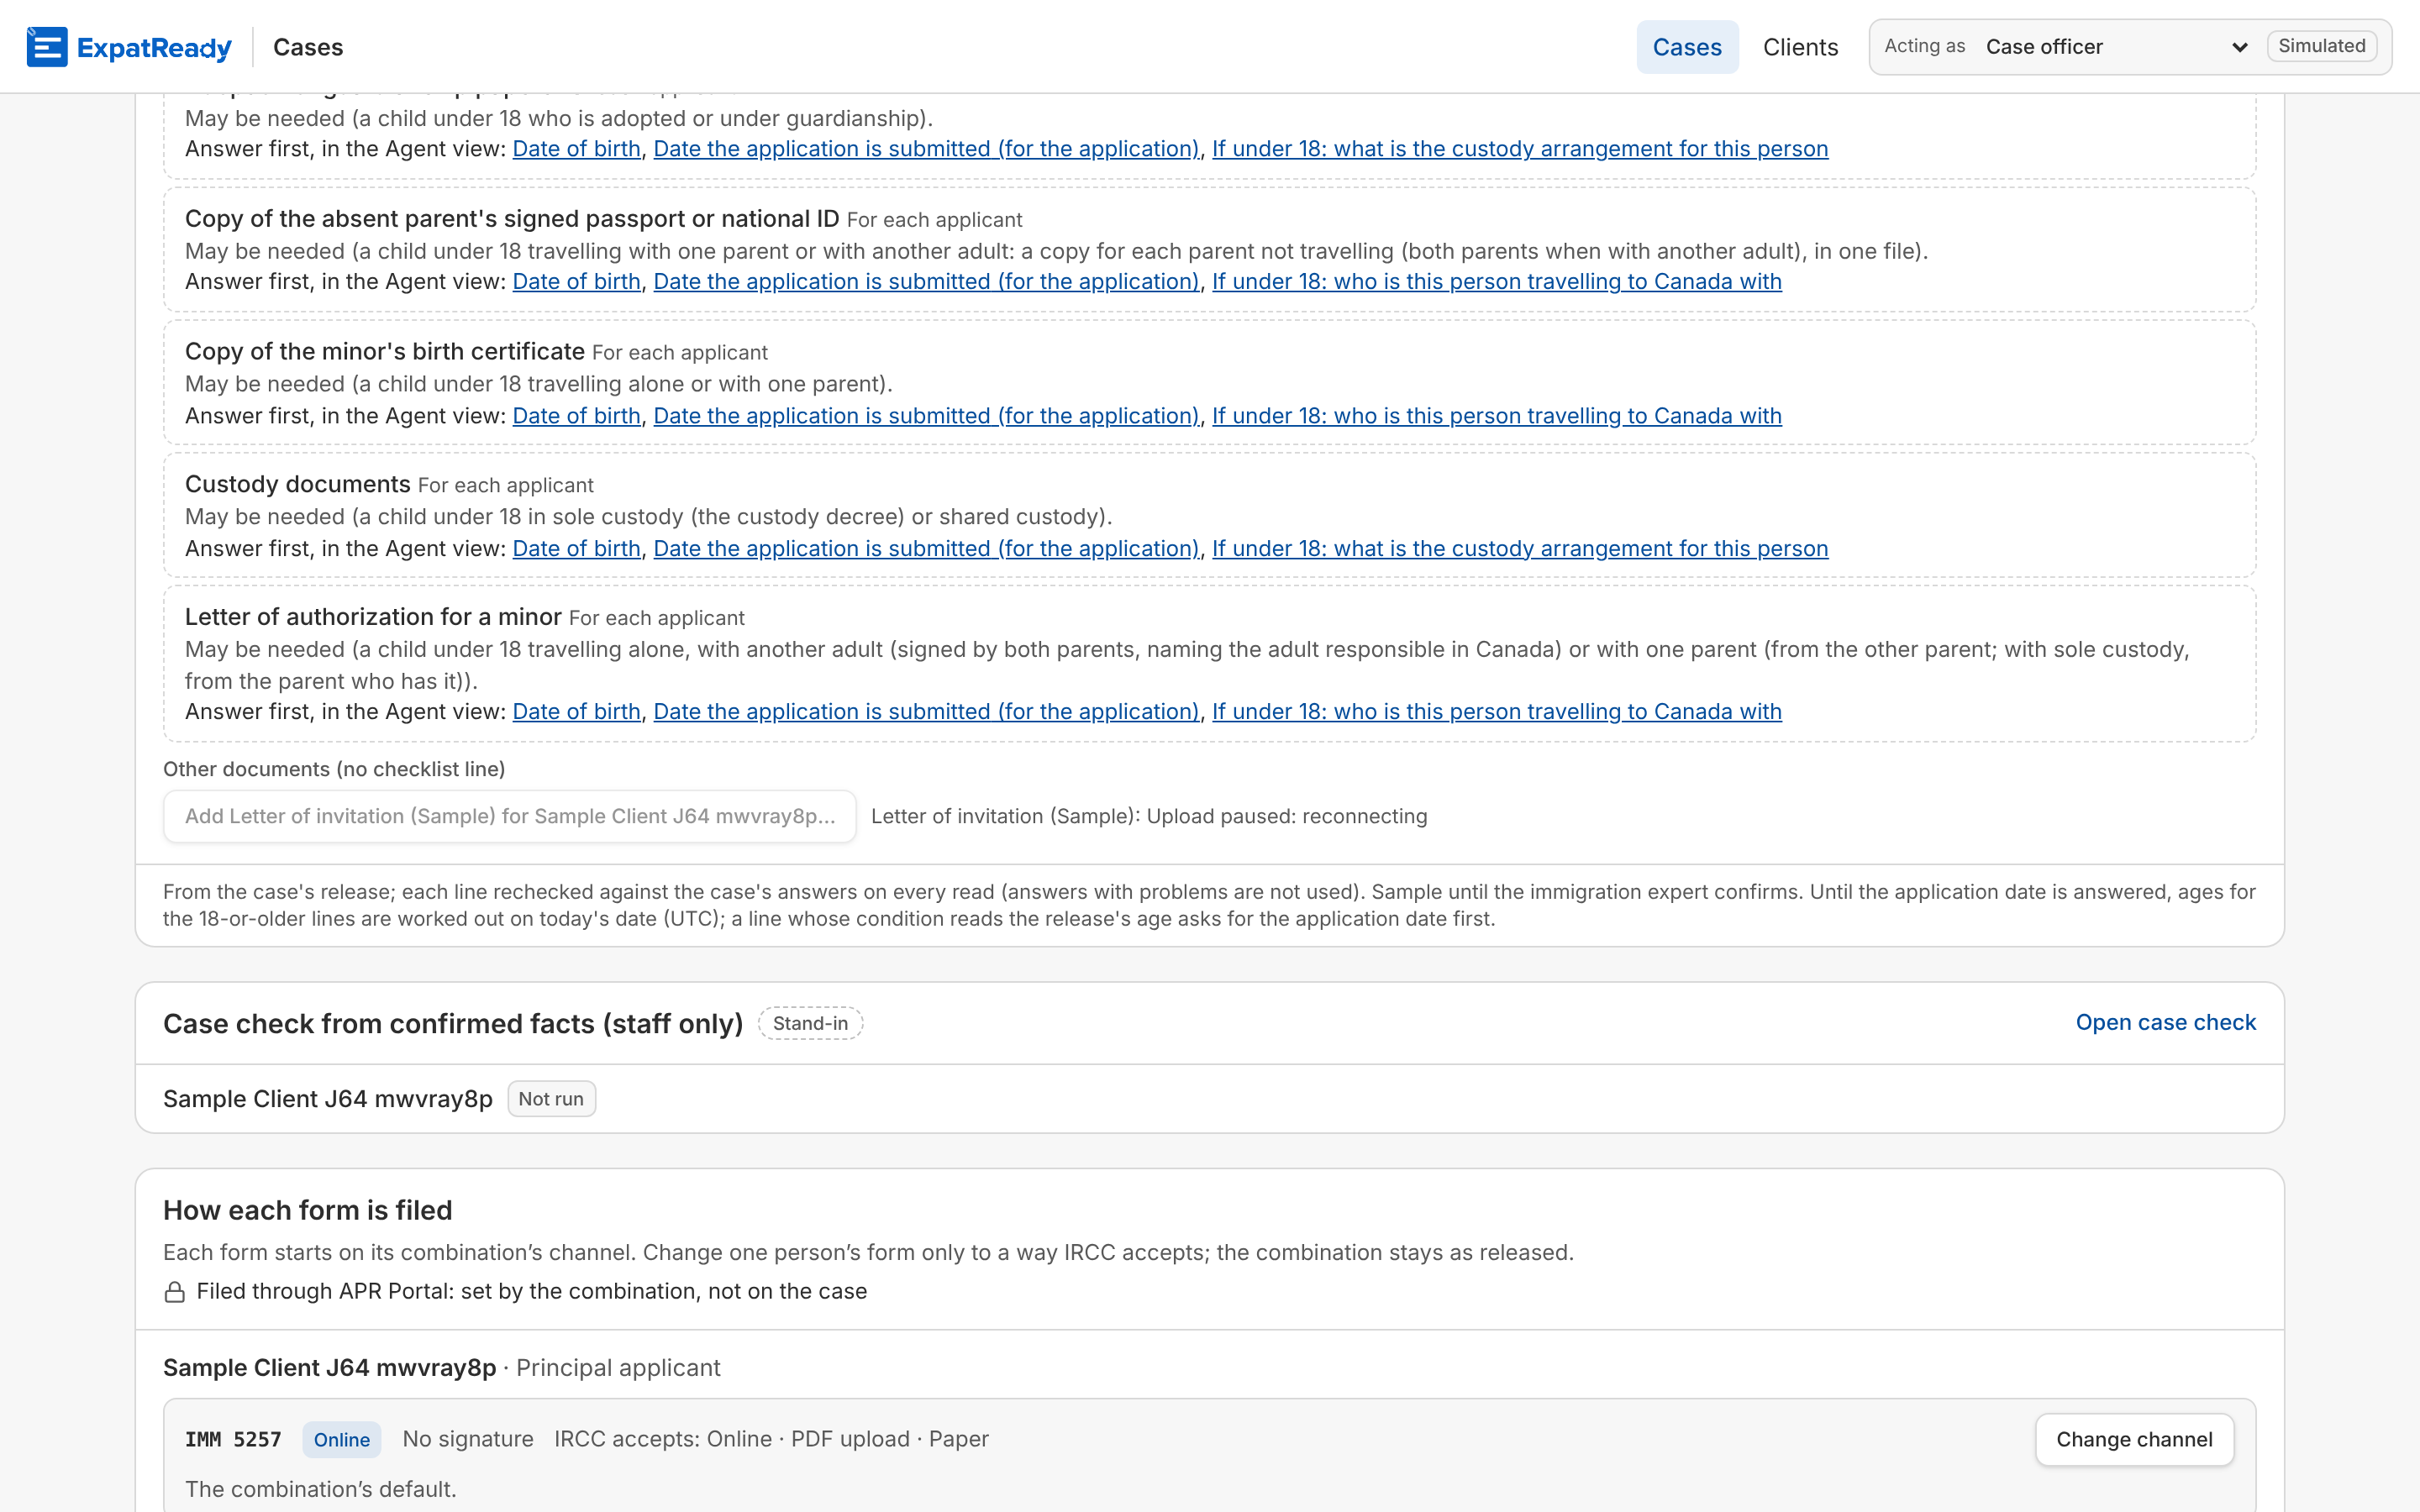 ExpatReady
Cases
Cases
Clients
Acting as Case officer
Simulated
May be needed (a child under 18 who is adopted or under guardianship).
Answer first, in the Agent view: Date of birth, Date the application is submitted (for the application), If under 18: what is the custody arrangement for this person
Copy of the absent parent's signed passport or national ID For each applicant
May be needed (a child under 18 travelling with one parent or with another adult: a copy for each parent not travelling (both parents when with another adult), in one file).
Answer first, in the Agent view: Date of birth, Date the application is submitted (for the application), If under 18: who is this person travelling to Canada with
Copy of the minor's birth certificate For each applicant
May be needed (a child under 18 travelling alone or with one parent).
Answer first, in the Agent view: Date of birth, Date the application is submitted (for the application), If under 18: who is this person travelling to Canada with
Custody documents For each applicant
May be needed (a child under 18 in sole custody (the custody decree) or shared custody).
Answer first, in the Agent view: Date of birth, Date the application is submitted (for the application), If under 18: what is the custody arrangement for this person
Letter of authorization for a minor For each applicant
May be needed (a child under 18 travelling alone, with another adult (signed by both parents, naming the adult responsible in Canada) or with one parent (from the other parent; with sole custody,
from the parent who has it)).
Answer first, in the Agent view: Date of birth, Date the application is submitted (for the application), If under 18: who is this person travelling to Canada with
Other documents (no checklist line)
Add Letter of invitation (Sample) for Sample Client J64 mwvray8p...
Letter of invitation (Sample): Upload paused: reconnecting
From the case's release; each line rechecked against the case's answers on every read (answers with problems are not used). Sample until the immigration expert confirms. Until the application date is answered, ages for
the 18-or-older lines are worked out on today's date (UTC); a line whose condition reads the release's age asks for the application date first.
Case check from confirmed facts (staff only)
Stand-in
Open case check
Sample Client J64 mwvray8p
Not run
How each form is filed
Each form starts on its combination’s channel. Change one person’s form only to a way IRCC accepts; the combination stays as released.
Filed through APR Portal: set by the combination, not on the case
Sample Client J64 mwvray8p · Principal applicant
IMM 5257
Online
No signature
IRCC accepts: Online · PDF upload · Paper
Change channel
The combination’s default.